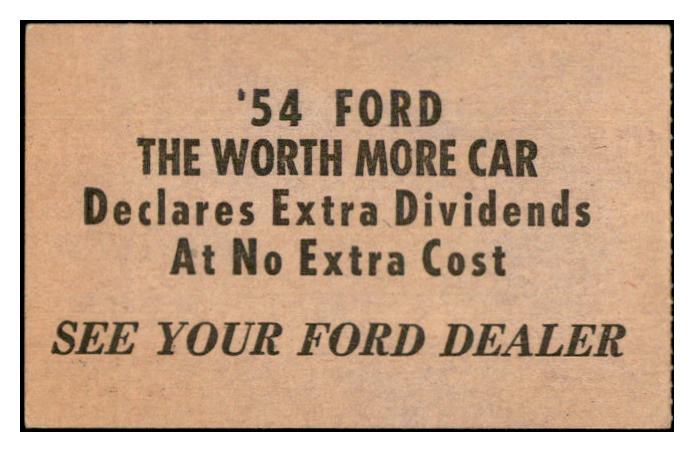 '54 FORD
THE WORTH MORE CAR
Declares Extra Dividends
At No Extra Cost
SEE YOUR FORD DEALER